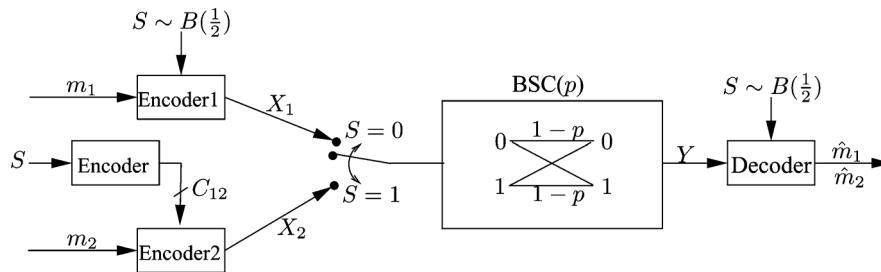 S ∼ B(1/2)
m₁
Encoder1
X₁
S = 0
S
Encoder
C₁₂
S = 1
m₂
Encoder2
X₂
BSC(p)
0 1 − p 0
1 1 − p 1
Y
S ∼ B(1/2)
Decoder
m̂₁
m̂₂